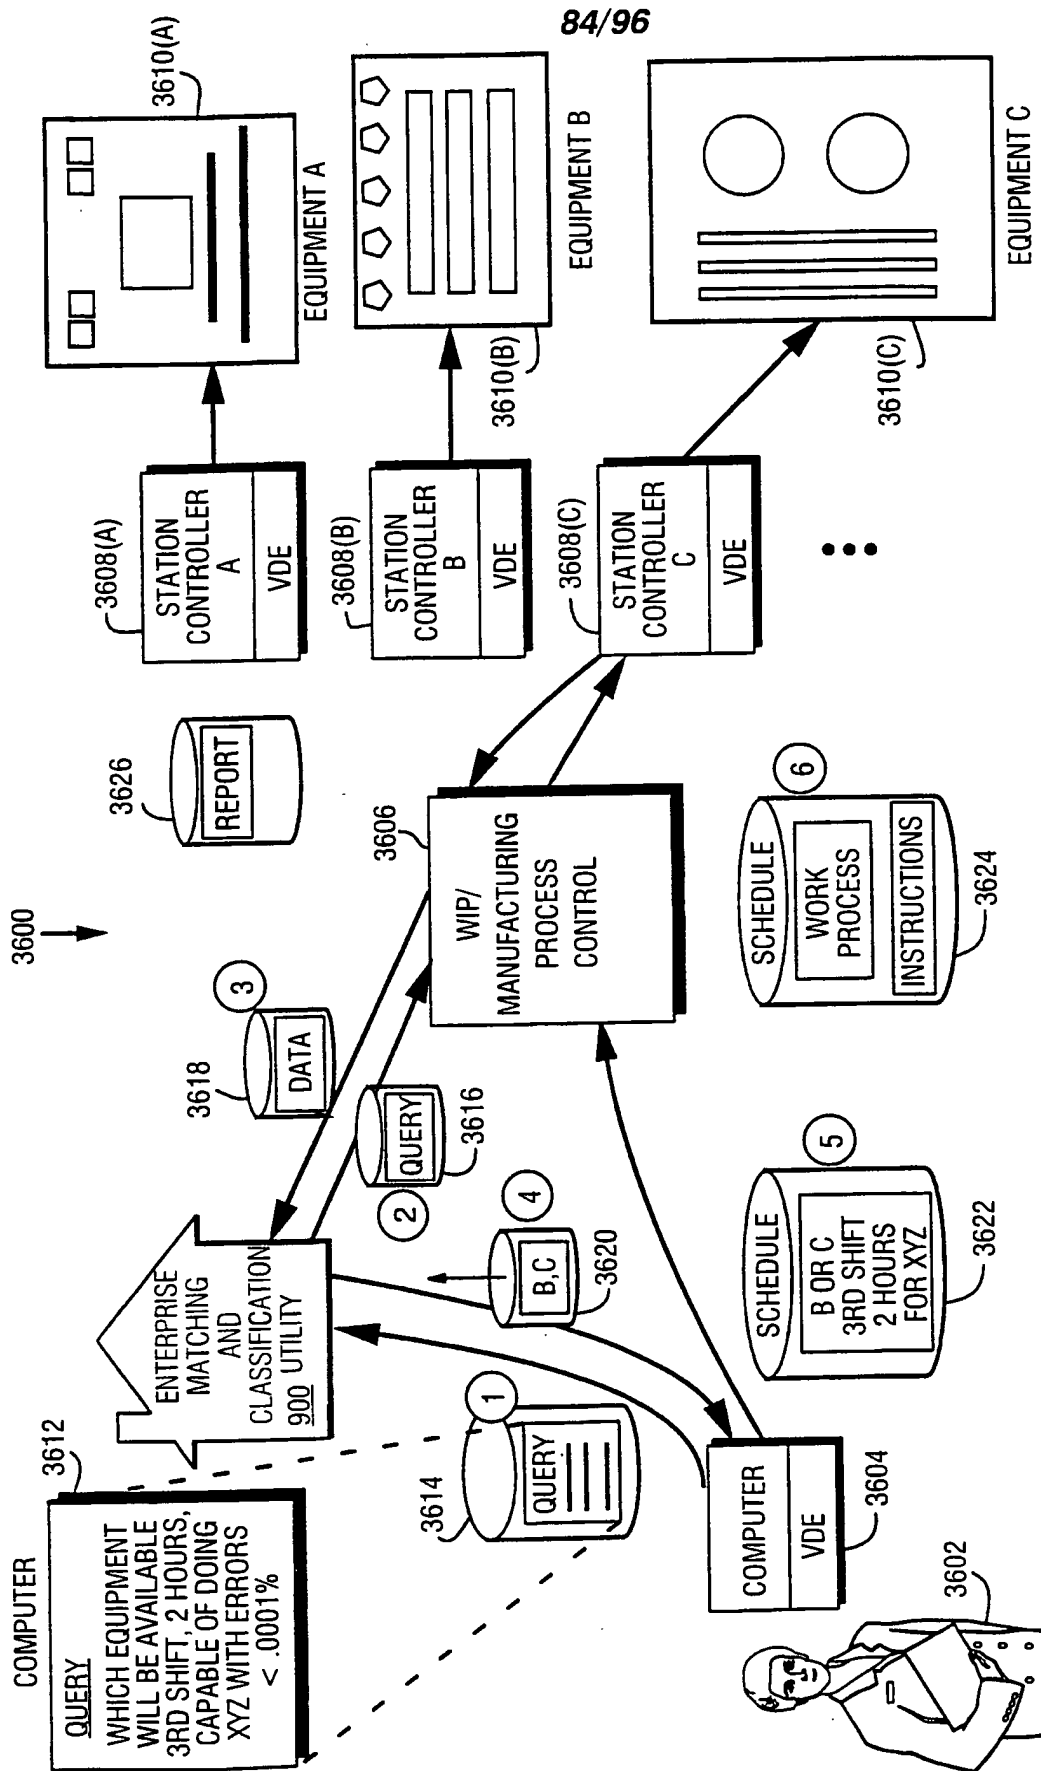 84/96
3600
COMPUTER
3612
QUERY
WHICH EQUIPMENT
WILL BE AVAILABLE
3RD SHIFT, 2 HOURS,
CAPABLE OF DOING
XYZ WITH ERRORS
< .0001%
ENTERPRISE
MATCHING
AND
CLASSIFICATION
900 UTILITY
3614
1
QUERY
COMPUTER
VDE
3604
3602
3618
3
DATA
2
QUERY
3616
4
B,C
3620
SCHEDULE
5
B OR C
3RD SHIFT
2 HOURS
FOR XYZ
3622
3626
REPORT
3606
WIP/
MANUFACTURING
PROCESS
CONTROL
SCHEDULE
6
WORK
PROCESS
INSTRUCTIONS
3624
3608(A)
STATION
CONTROLLER
A
VDE
3608(B)
STATION
CONTROLLER
B
VDE
3608(C)
STATION
CONTROLLER
C
VDE
3610(A)
EQUIPMENT A
3610(B)
EQUIPMENT B
3610(C)
EQUIPMENT C